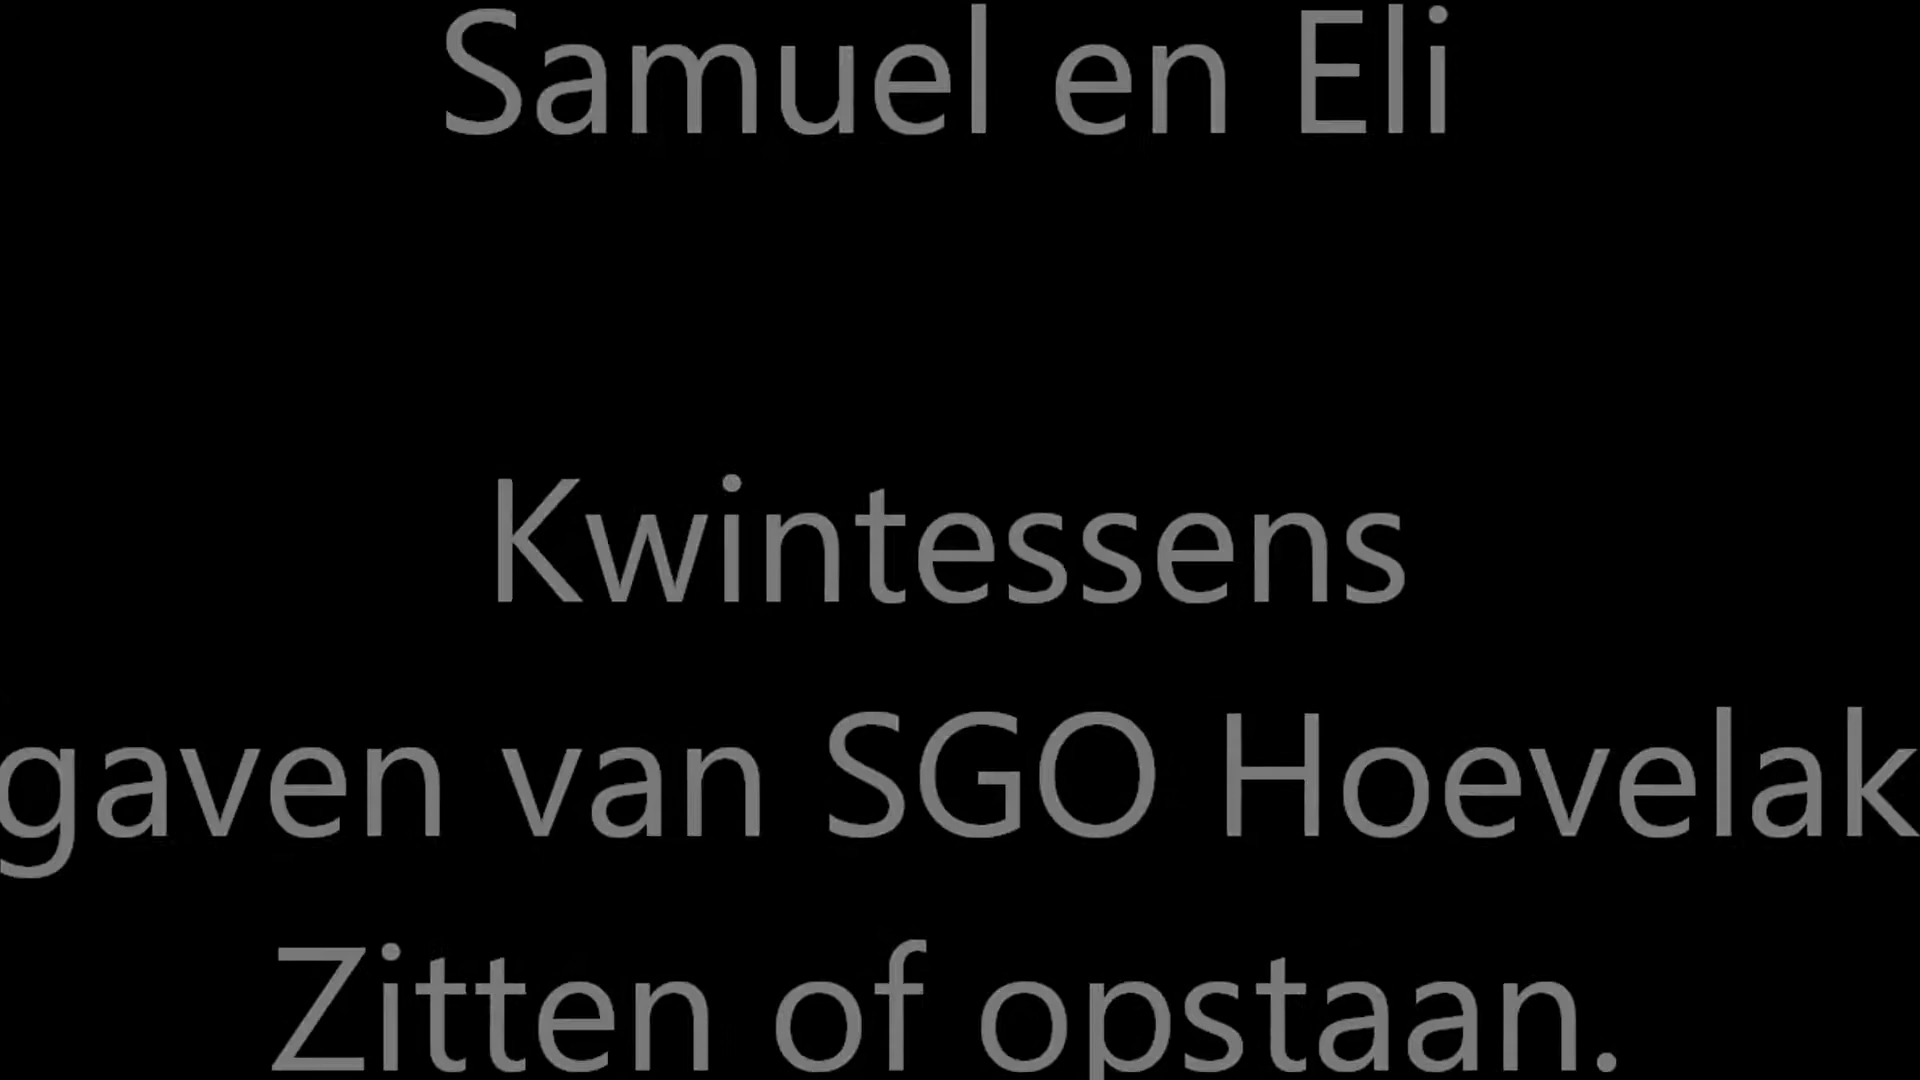 Samuel en Eli
Kwintessens
gaven van SGO Hoevelak
Zitten of opstaan.